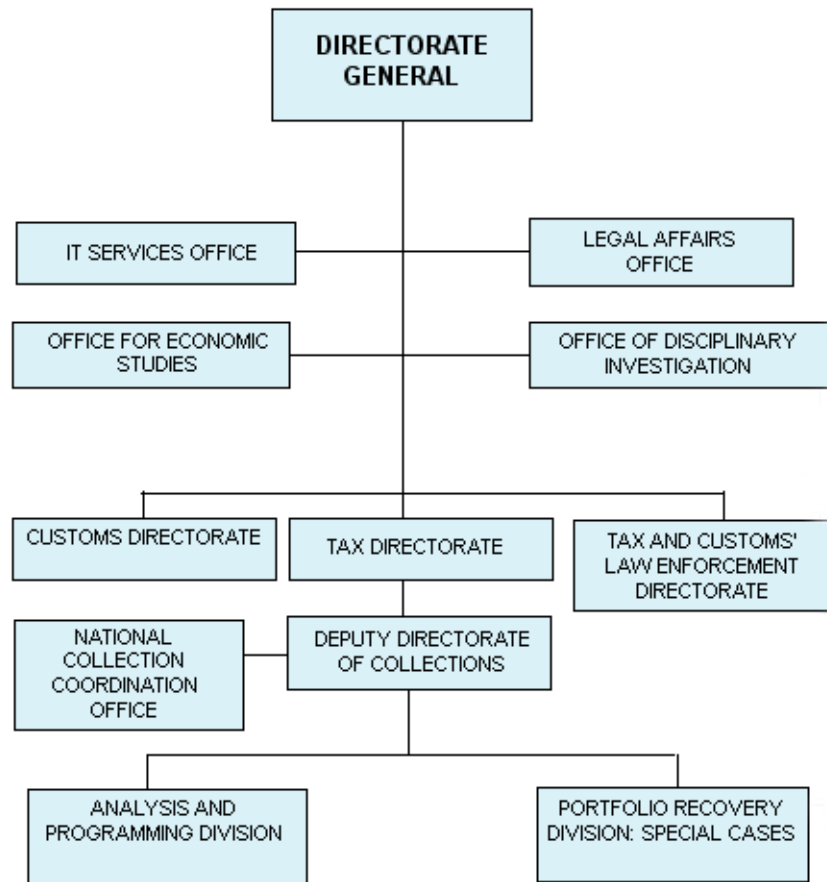 DIRECTORATE
GENERAL
IT SERVICES OFFICE
LEGAL AFFAIRS
OFFICE
OFFICE FOR ECONOMIC
STUDIES
OFFICE OF DISCIPLINARY
INVESTIGATION
CUSTOMS DIRECTORATE
TAX DIRECTORATE
TAX AND CUSTOMS'
LAW ENFORCEMENT
DIRECTORATE
NATIONAL
COLLECTION
COORDINATION
OFFICE
DEPUTY DIRECTORATE
OF COLLECTIONS
ANALYSIS AND
PROGRAMMING DIVISION
PORTFOLIO RECOVERY
DIVISION: SPECIAL CASES